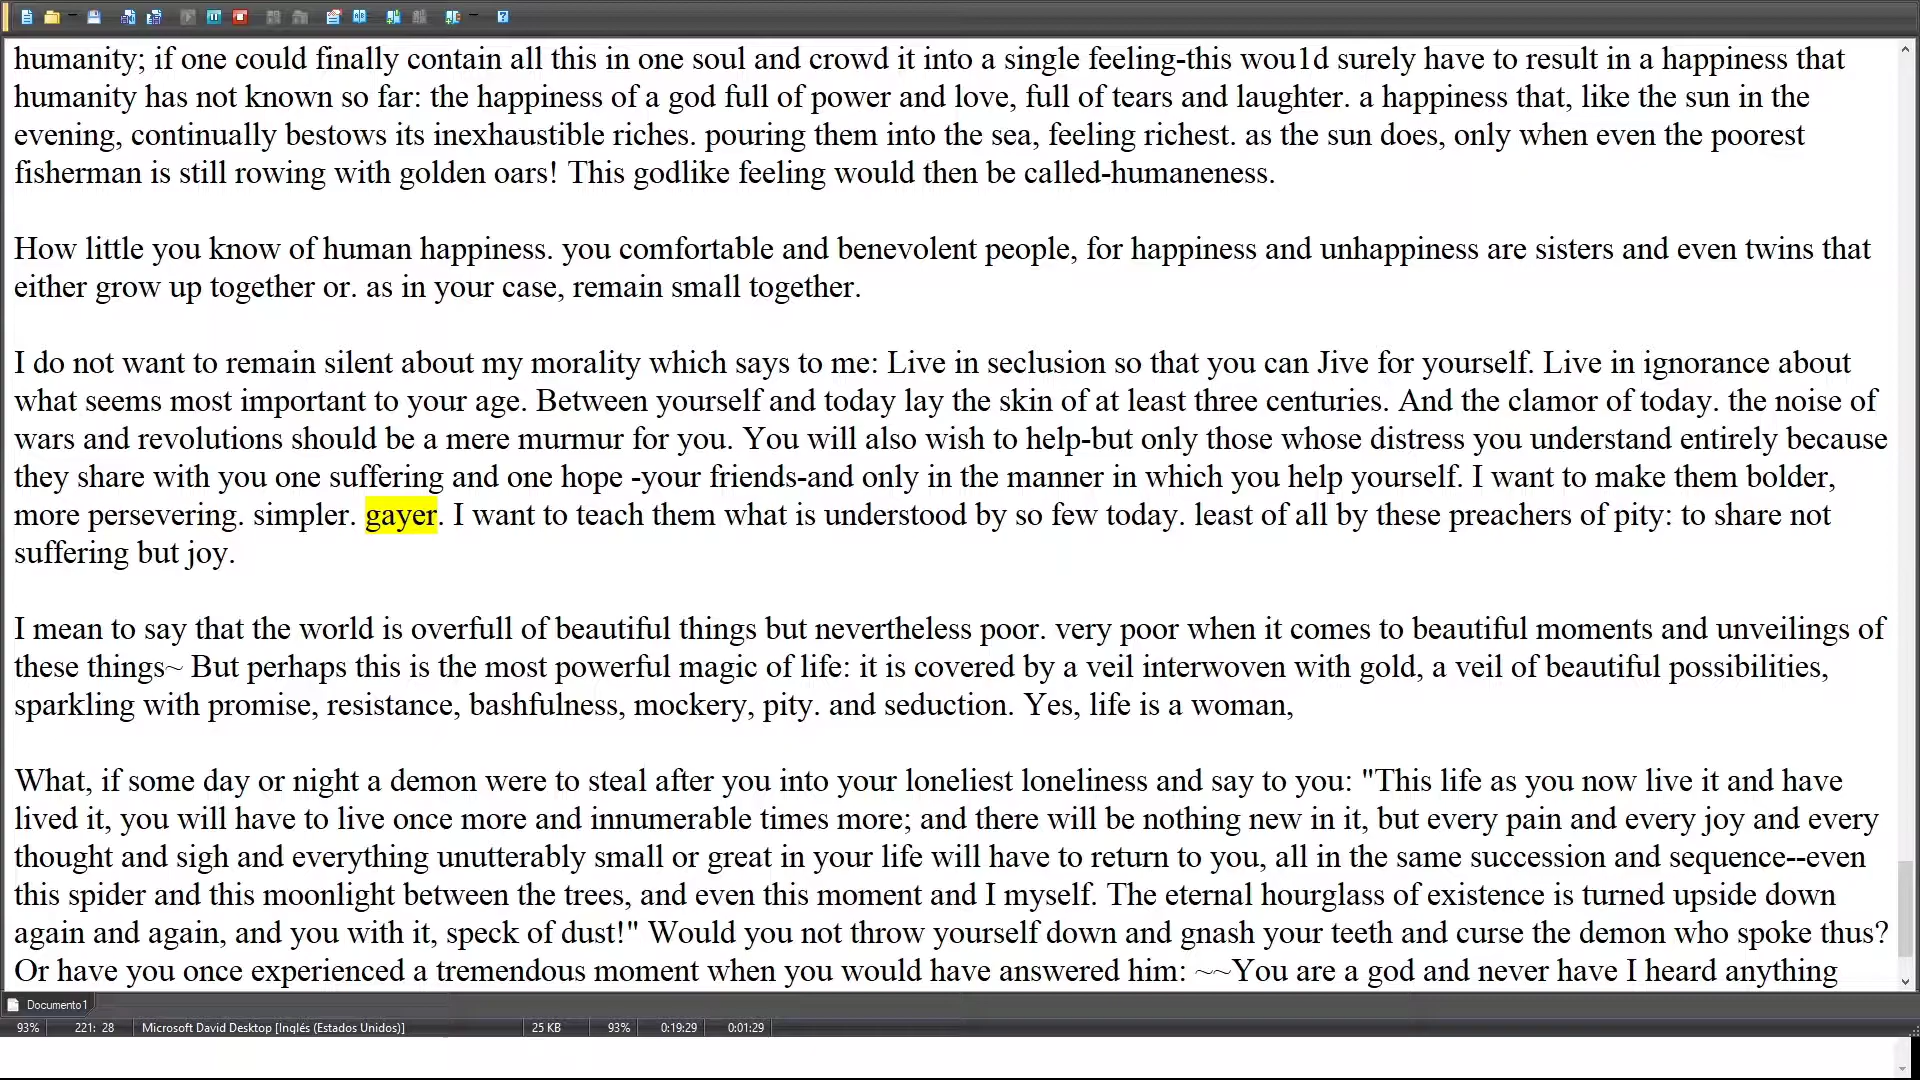 humanity; if one could finally contain all this in one soul and crowd it into a single feeling-this wou1d surely have to result in a happiness that
humanity has not known so far: the happiness of a god full of power and love, full of tears and laughter. a happiness that, like the sun in the
evening, continually bestows its inexhaustible riches. pouring them into the sea, feeling richest. as the sun does, only when even the poorest
fisherman is still rowing with golden oars! This godlike feeling would then be called-humaneness.
How little you know of human happiness. you comfortable and benevolent people, for happiness and unhappiness are sisters and even twins that
either grow up together or. as in your case, remain small together.
I do not want to remain silent about my morality which says to me: Live in seclusion so that you can Jive for yourself. Live in ignorance about
what seems most important to your age. Between yourself and today lay the skin of at least three centuries. And the clamor of today. the noise of
wars and revolutions should be a mere murmur for you. You will also wish to help-but only those whose distress you understand entirely because
they share with you one suffering and one hope -your friends-and only in the manner in which you help yourself. I want to make them bolder,
more persevering. simpler. gayer. I want to teach them what is understood by so few today. least of all by these preachers of pity: to share not
suffering but joy.
I mean to say that the world is overfull of beautiful things but nevertheless poor. very poor when it comes to beautiful moments and unveilings of
these things~ But perhaps this is the most powerful magic of life: it is covered by a veil interwoven with gold, a veil of beautiful possibilities,
sparkling with promise, resistance, bashfulness, mockery, pity. and seduction. Yes, life is a woman,
What, if some day or night a demon were to steal after you into your loneliest loneliness and say to you: "This life as you now live it and have
lived it, you will have to live once more and innumerable times more; and there will be nothing new in it, but every pain and every joy and every
thought and sigh and everything unutterably small or great in your life will have to return to you, all in the same succession and sequence--even
this spider and this moonlight between the trees, and even this moment and I myself. The eternal hourglass of existence is turned upside down
again and again, and you with it, speck of dust!" Would you not throw yourself down and gnash your teeth and curse the demon who spoke thus?
Or have you once experienced a tremendous moment when you would have answered him: ~~You are a god and never have I heard anything
Documento1
93% 221: 28 Microsoft David Desktop [Inglés (Estados Unidos)] 25 KB 93% 0:19:29 0:01:29